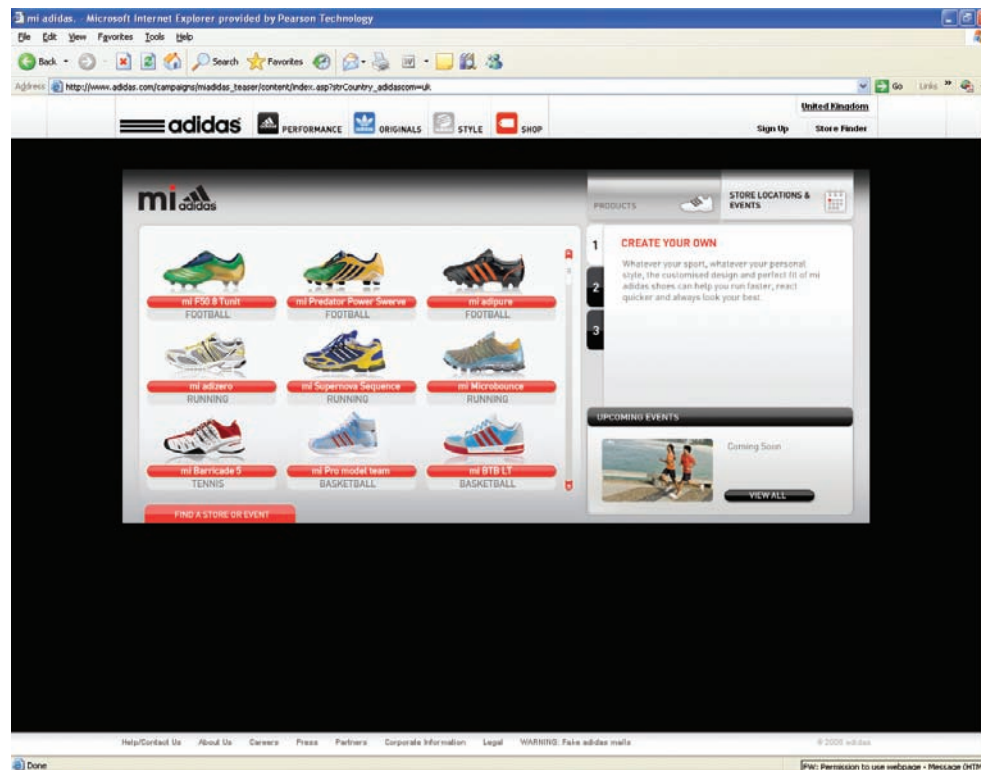 mi adidas. - Microsoft Internet Explorer provided by Pearson Technology
File Edit View Favorites Tools Help
Back Search Favorites
Address http://www.adidas.com/campaigns/miadidas_teaser/content/index.asp?strCountry_adidascom=uk Go Links
United Kingdom
adidas PERFORMANCE ORIGINALS STYLE SHOP Sign Up Store Finder
mi adidas
PRODUCTS
STORE LOCATIONS &
EVENTS
mi F50.8 Tunit mi Predator Power Swerve mi adipure
FOOTBALL FOOTBALL FOOTBALL
mi adizero mi Supernova Sequence mi Microbounce
RUNNING RUNNING RUNNING
mi Barricade 5 mi Pro model team mi BTB LT
TENNIS BASKETBALL BASKETBALL
FIND A STORE OR EVENT
1
2
3
CREATE YOUR OWN
Whatever your sport, whatever your personal
style, the customised design and perfect fit of mi
adidas shoes can help you run faster, react
quicker and always look your best.
UPCOMING EVENTS
Coming Soon
VIEW ALL
Help/Contact Us About Us Careers Press Partners Corporate Information Legal WARNING: Fake adidas mails © 2008 adidas
Done
FW: Permission to use webpage - Message (HTM